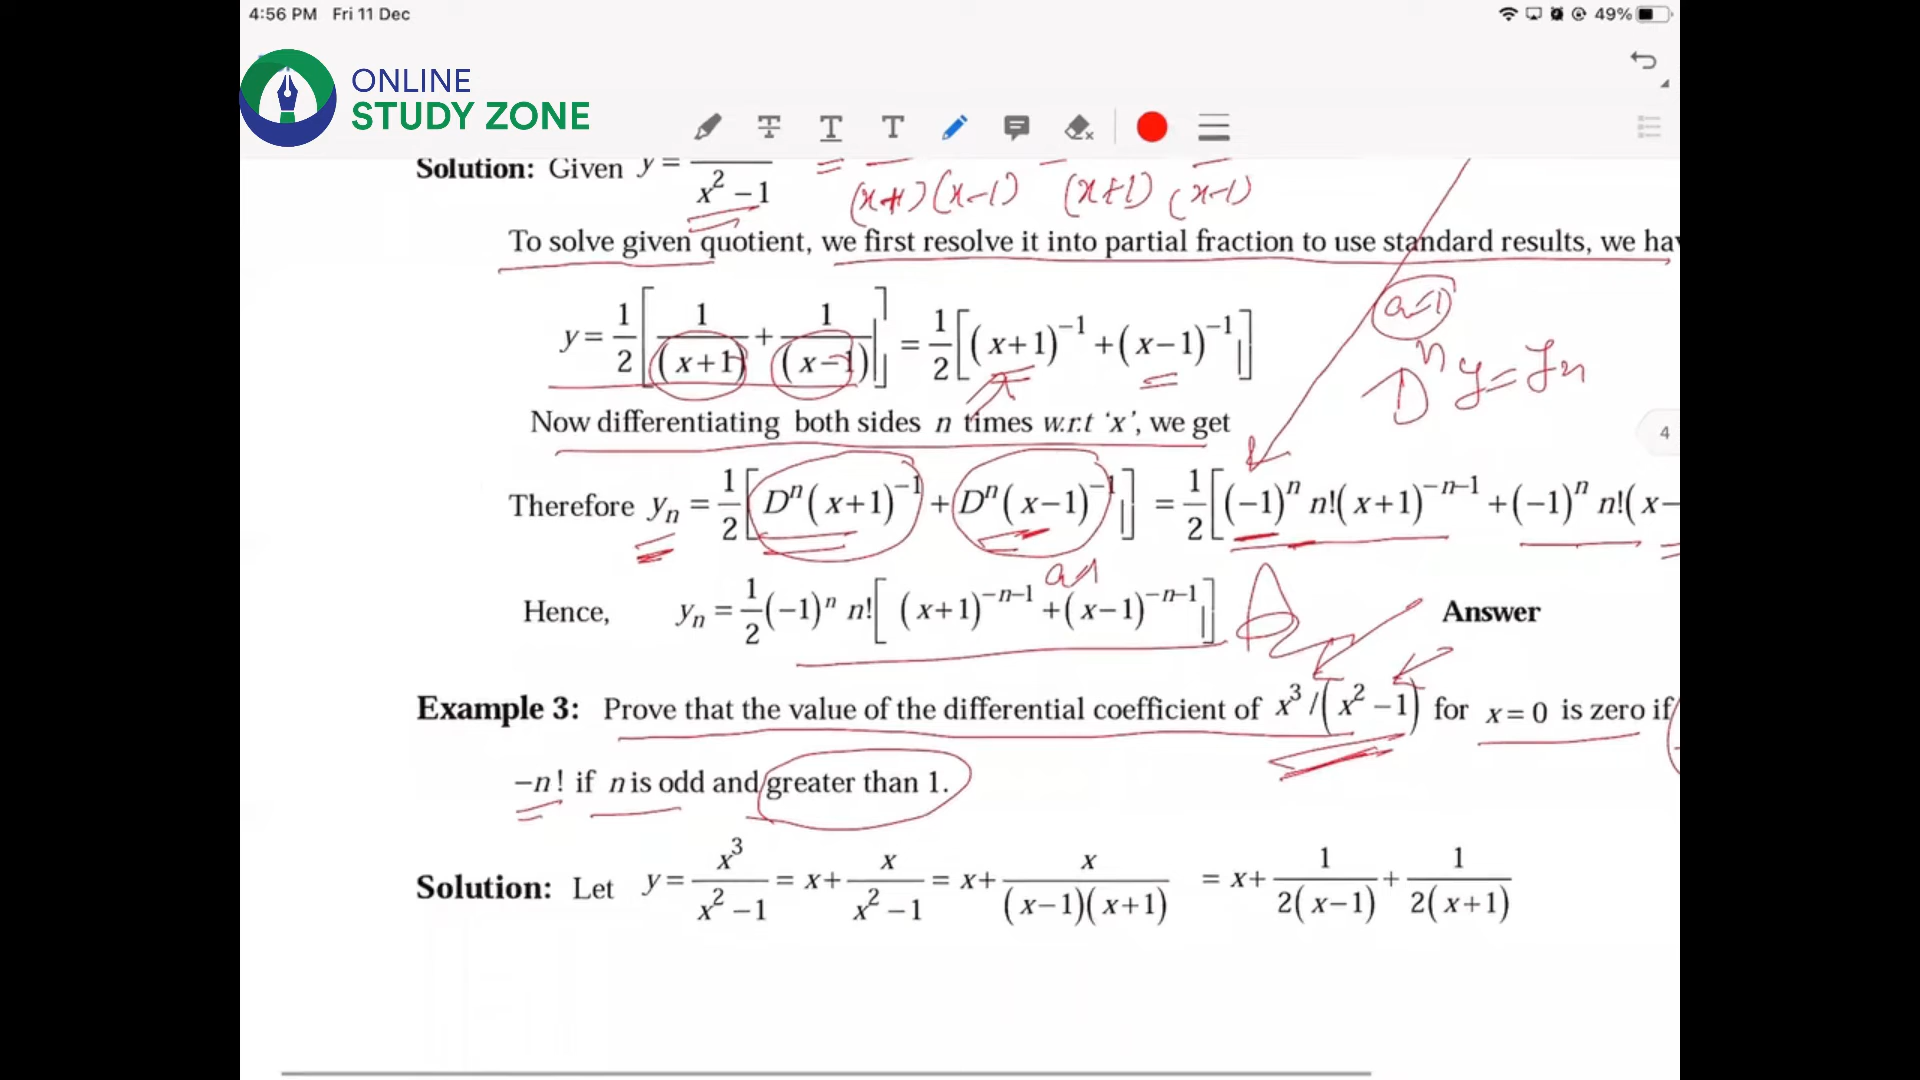 4:56 PM Fri 11 Dec 49%
ONLINE
STUDY ZONE
Solution: Given y = / x² − 1 = (x+1)(x−1) (x+1) (x−1)
To solve given quotient, we first resolve it into partial fraction to use standard results, we hav
a=1
y = 1/2 [ 1/(x+1) + 1/(x−1) ] = 1/2 [ (x+1)⁻¹ + (x−1)⁻¹ ]
Dⁿy = yₙ
Now differentiating both sides n times w.r.t ‘x’, we get
4
Therefore yₙ = 1/2 [ Dⁿ(x+1)⁻¹ + Dⁿ(x−1)⁻¹ ] = 1/2 [ (−1)ⁿ n!(x+1)⁻ⁿ⁻¹ + (−1)ⁿ n!(x−
Hence, yₙ = 1/2 (−1)ⁿ n! [ (x+1)⁻ⁿ⁻¹ + (x−1)⁻ⁿ⁻¹ ] Answer
Example 3: Prove that the value of the differential coefficient of x³/(x² −1) for x = 0 is zero if
−n! if n is odd and greater than 1.
Solution: Let y = x³/(x² −1) = x + x/(x² −1) = x + x/((x−1)(x+1)) = x + 1/(2(x−1)) + 1/(2(x+1))